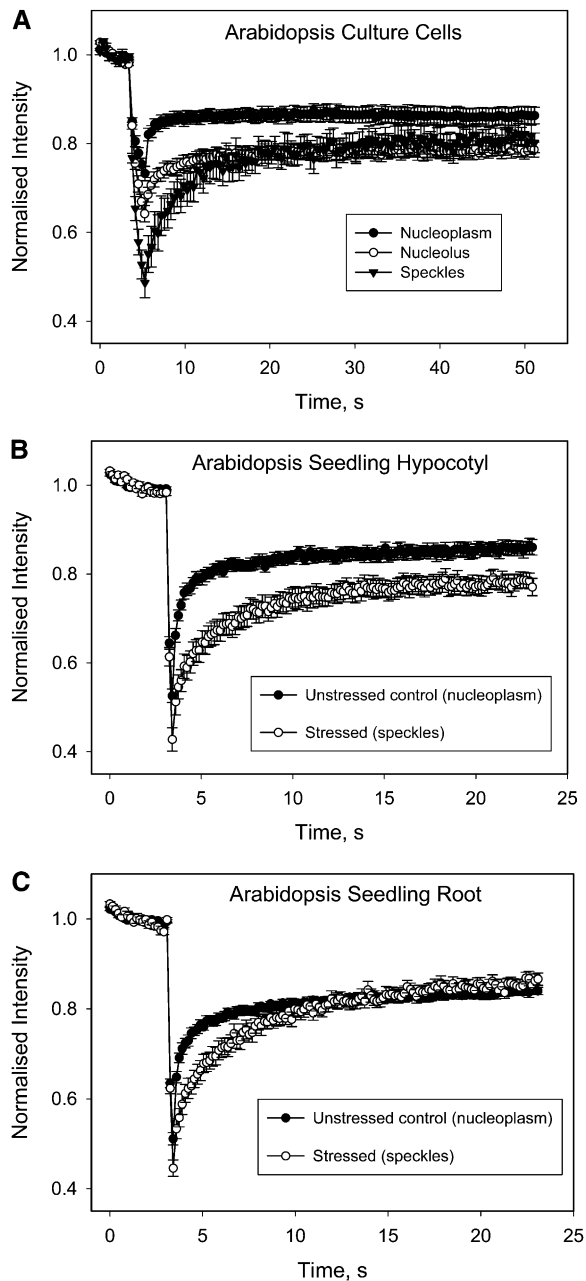 A
Arabidopsis Culture Cells
Normalised Intensity
1.0
0.8
0.6
0.4
Nucleoplasm
Nucleolus
Speckles
0 10 20 30 40 50
Time, s
B
Arabidopsis Seedling Hypocotyl
Normalised Intensity
1.0
0.8
0.6
0.4
Unstressed control (nucleoplasm)
Stressed (speckles)
0 5 10 15 20 25
Time, s
C
Arabidopsis Seedling Root
Normalised Intensity
1.0
0.8
0.6
0.4
Unstressed control (nucleoplasm)
Stressed (speckles)
0 5 10 15 20 25
Time, s